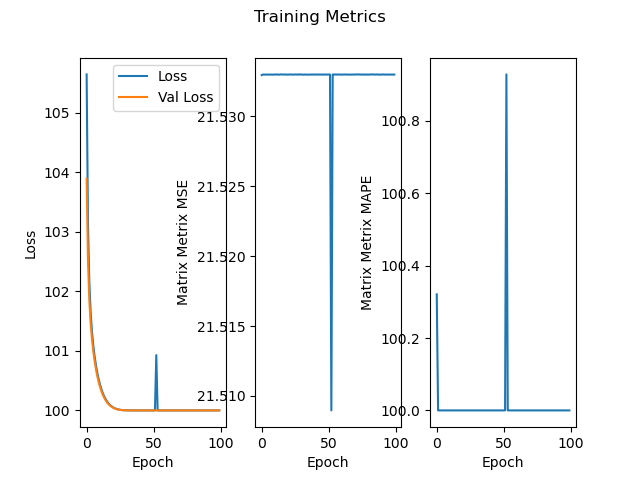 Training Metrics
Loss
Val Loss
105
104
103
102
101
100
Loss
0
50
100
Epoch
21.530
21.525
21.520
21.515
21.510
Matrix Metrix MSE
0
50
100
Epoch
100.8
100.6
100.4
100.2
100.0
Matrix Metrix MAPE
0
50
100
Epoch